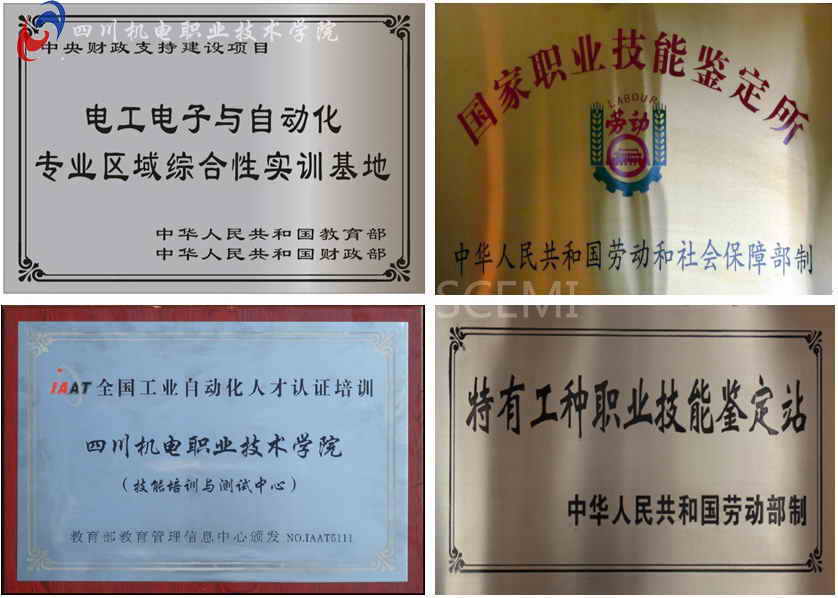 四川机电职业技术学院
中央财政支持建设项目
电工电子与自动化
专业区域综合性实训基地
中华人民共和国教育部
中华人民共和国财政部
国家职业技能鉴定所
LABOUR
劳动
中华人民共和国劳动和社会保障部制
SCEMI
IAAT 全国工业自动化人才认证培训
四川机电职业技术学院
(技能培训与测试中心)
教育部教育管理信息中心颁发 NO.IAAT5111
特有工种职业技能鉴定站
中华人民共和国劳动部制